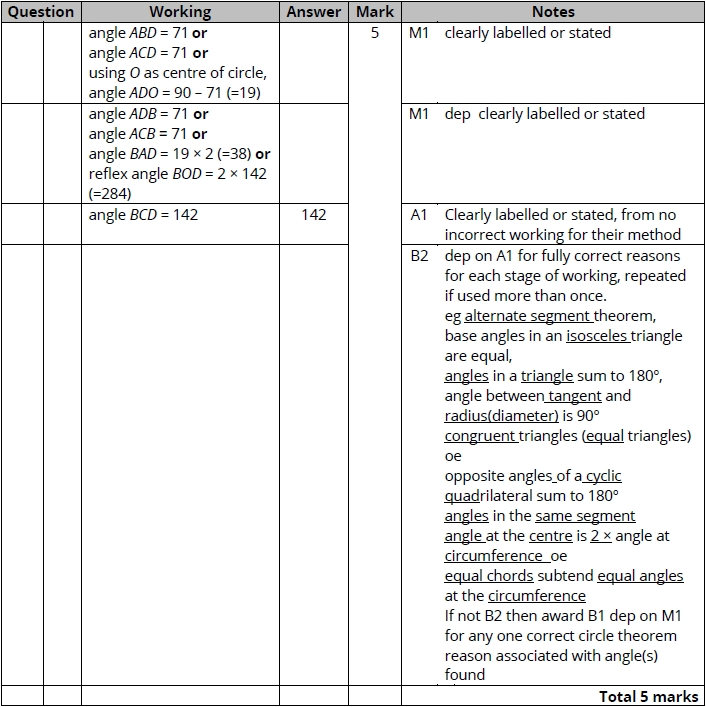 Question Working Answer Mark Notes
angle ABD = 71 or
angle ACD = 71 or
using O as centre of circle,
angle ADO = 90 – 71 (=19)
5
M1 clearly labelled or stated
angle ADB = 71 or
angle ACB = 71 or
angle BAD = 19 × 2 (=38) or
reflex angle BOD = 2 × 142
(=284)
M1 dep clearly labelled or stated
angle BCD = 142
142
A1 Clearly labelled or stated, from no
incorrect working for their method
B2 dep on A1 for fully correct reasons
for each stage of working, repeated
if used more than once.
eg alternate segment theorem,
base angles in an isosceles triangle
are equal,
angles in a triangle sum to 180°,
angle between tangent and
radius(diameter) is 90°
congruent triangles (equal triangles)
oe
opposite angles of a cyclic
quadrilateral sum to 180°
angles in the same segment
angle at the centre is 2 × angle at
circumference oe
equal chords subtend equal angles
at the circumference
If not B2 then award B1 dep on M1
for any one correct circle theorem
reason associated with angle(s)
found
Total 5 marks